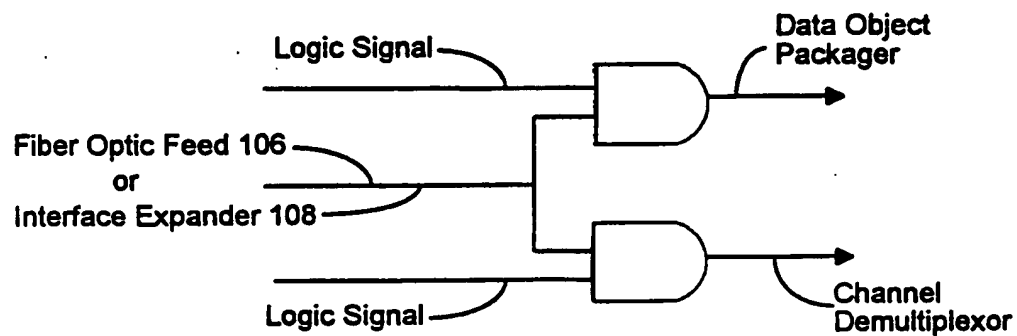 Data Object
Packager
Logic Signal
Fiber Optic Feed 106
or
Interface Expander 108
Logic Signal
Channel
Demultiplexor